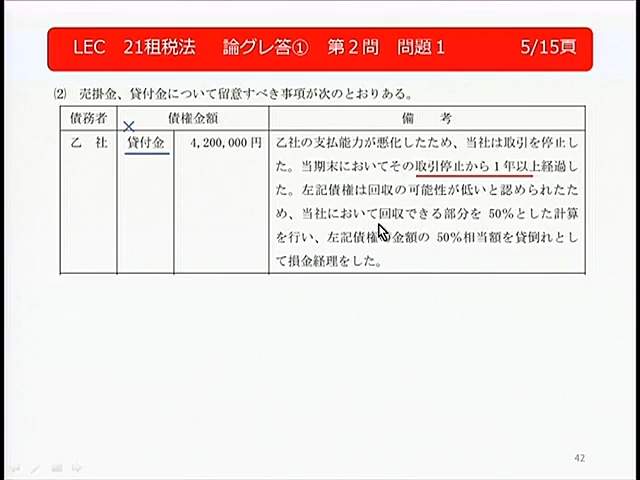 LEC 21租税法 論グレ答① 第2問 問題1 5/15頁
(2) 売掛金、貸付金について留意すべき事項が次のとおりある。
債務者 債権金額 備考
乙社 貸付金 4,200,000円 乙社の支払能力が悪化したため、当社は取引を停止し
た。当期末においてその取引停止から1年以上経過し
た。左記債権は回収の可能性が低いと認められたた
め、当社において回収できる部分を50%とした計算
を行い、左記債権 金額の50%相当額を貸倒れとし
て損金経理をした。
42